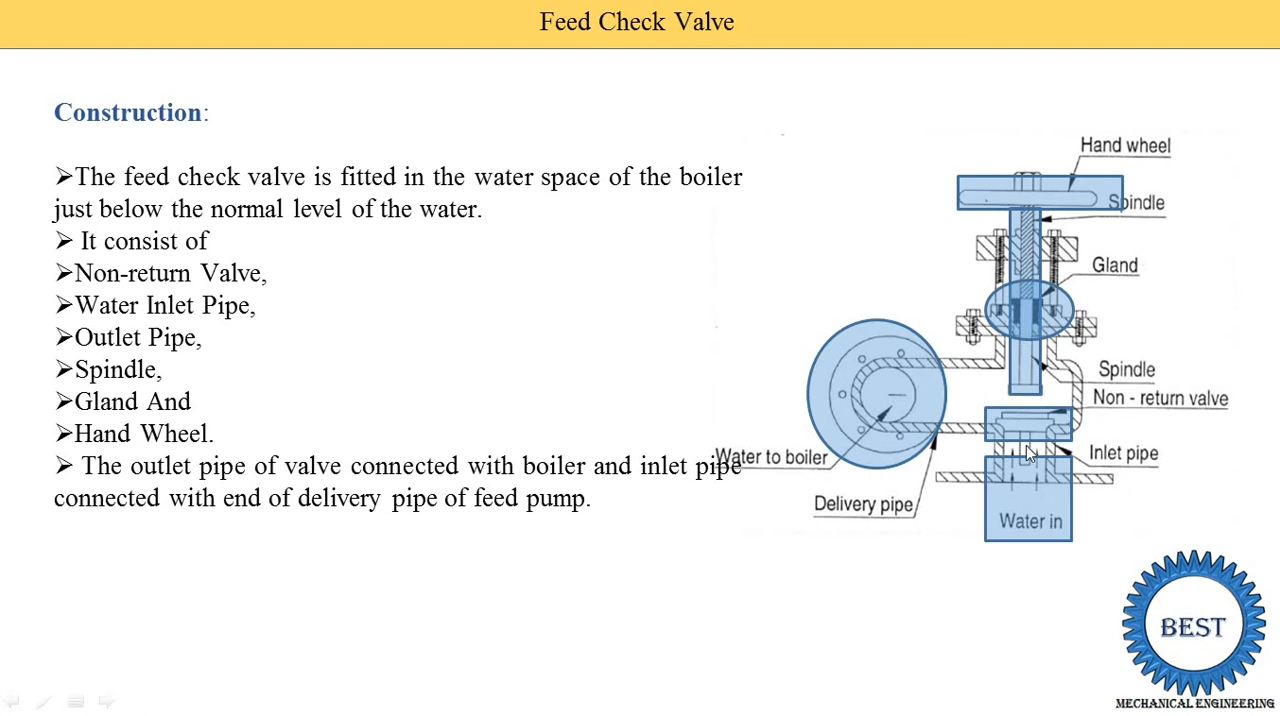 Feed Check Valve
Construction:
➢The feed check valve is fitted in the water space of the boiler
just below the normal level of the water.
➢ It consist of
➢Non-return Valve,
➢Water Inlet Pipe,
➢Outlet Pipe,
➢Spindle,
➢Gland And
➢Hand Wheel.
➢ The outlet pipe of valve connected with boiler and inlet pipe
connected with end of delivery pipe of feed pump.
Hand wheel
Spindle
Gland
Spindle
Non - return valve
Inlet pipe
Water to boiler
Delivery pipe
Water in
BEST
MECHANICAL ENGINEERING